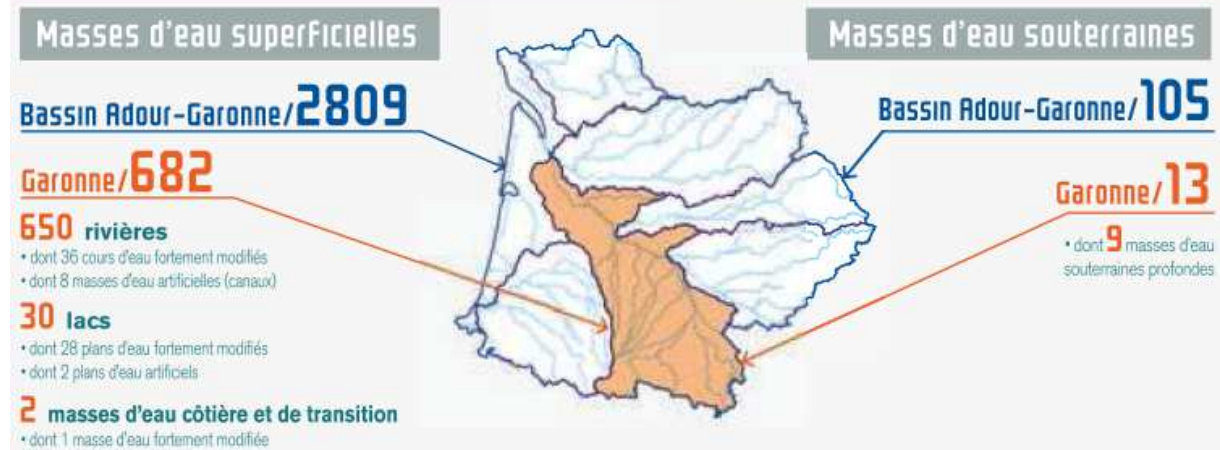 Masses d'eau superficielles
Bassin Adour-Garonne/2809
Garonne/682
650 rivières
• dont 36 cours d'eau fortement modifiés
• dont 8 masses d'eau artificielles (canaux)
30 lacs
• dont 28 plans d'eau fortement modifiés
• dont 2 plans d'eau artificiels
2 masses d'eau côtière et de transition
• dont 1 masse d'eau fortement modifiée
Masses d'eau souterraines
Bassin Adour-Garonne/105
Garonne/13
• dont 9 masses d'eau
souterraines profondes